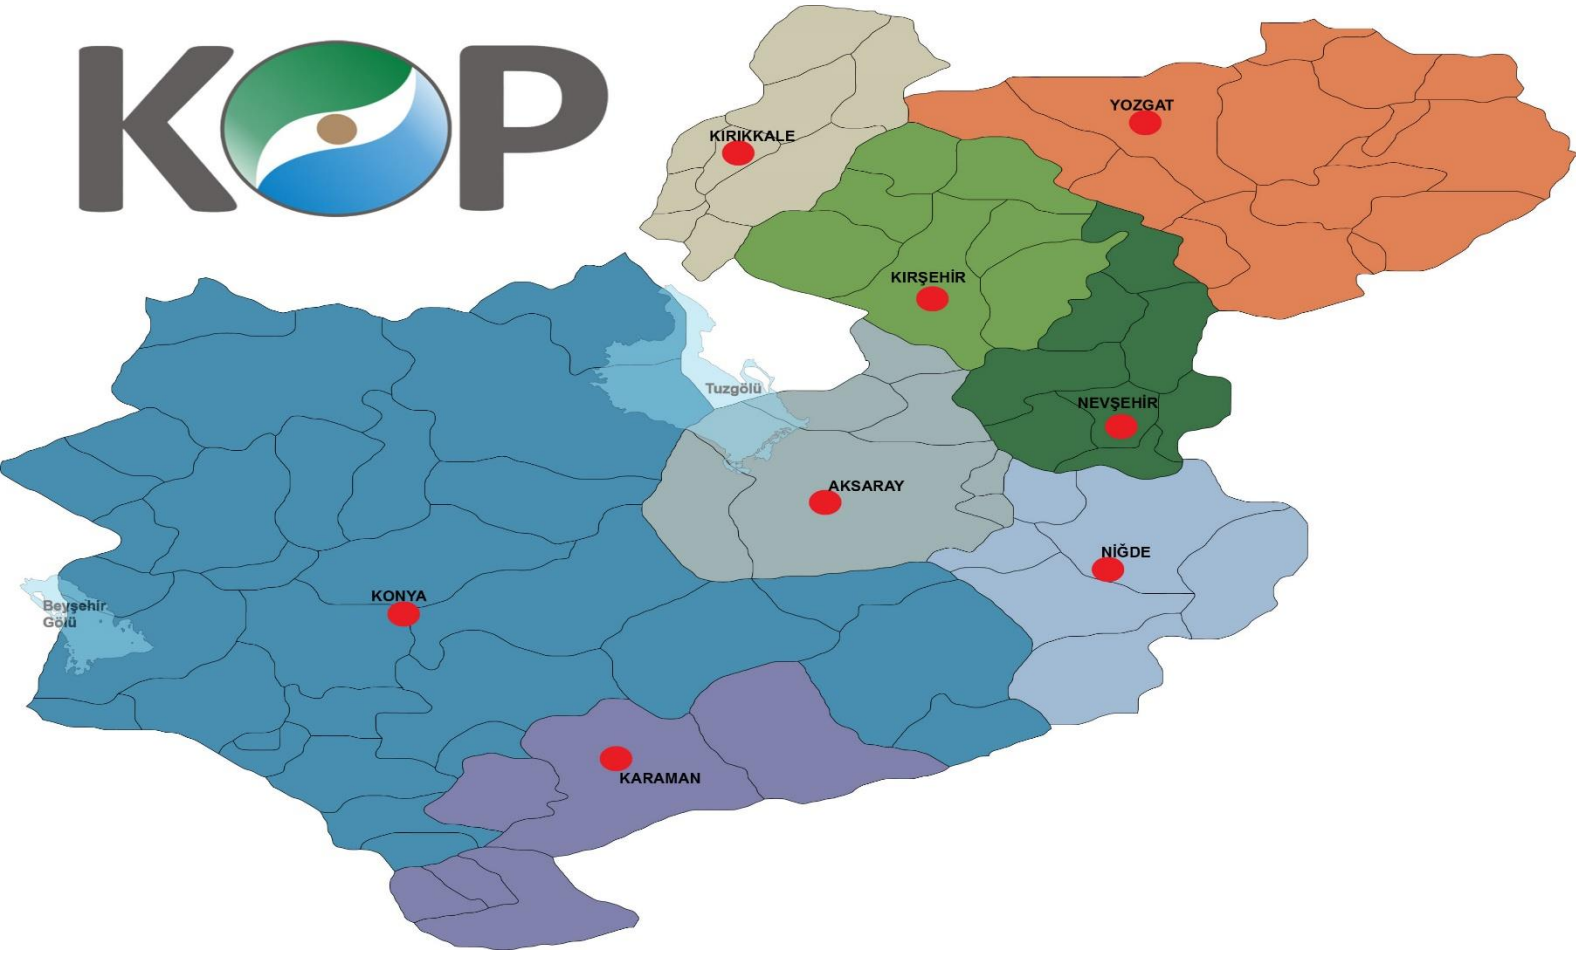 KOP
YOZGAT
KIRIKKALE
KIRŞEHİR
Tuzgölü
NEVŞEHİR
AKSARAY
NİĞDE
KONYA
Beyşehir
Gölü
KARAMAN